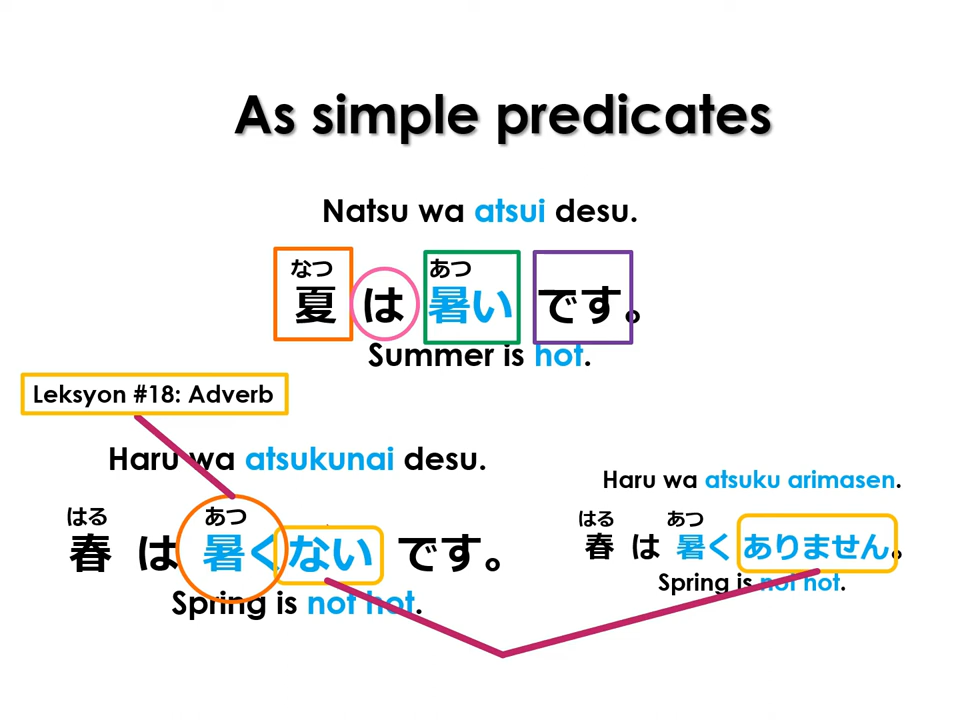 As simple predicates
Natsu wa atsui desu.
なつ あつ
夏 は 暑い です。
Summer is hot.
Leksyon #18: Adverb
Haru wa atsukunai desu.
はる あつ
春 は 暑くない です。
Spring is not hot.
Haru wa atsuku arimasen.
はる あつ
春 は 暑く ありません。
Spring is not hot.